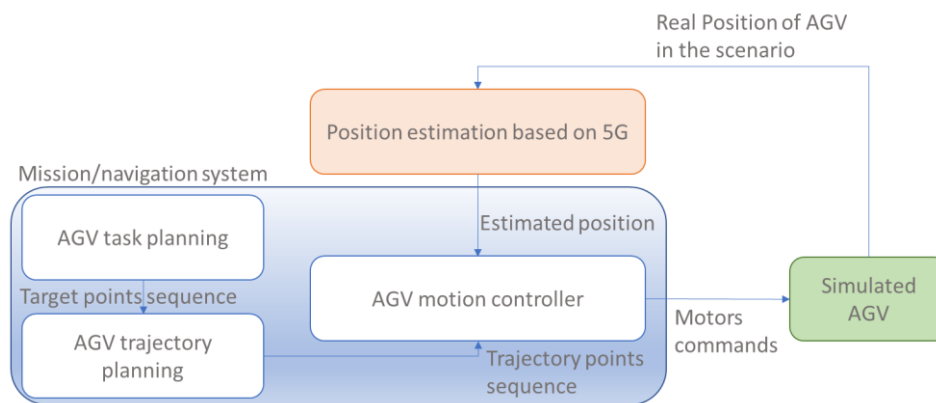 Real Position of AGV
in the scenario
Position estimation based on 5G
Mission/navigation system
AGV task planning
Estimated position
Target points sequence
AGV motion controller
Simulated
AGV
Motors
commands
AGV trajectory
planning
Trajectory points
sequence